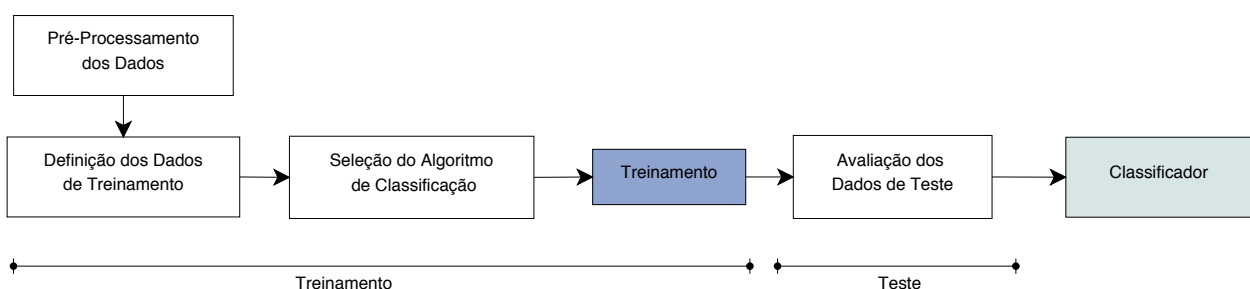 Pré-Processamento
dos Dados
Definição dos Dados
de Treinamento
Seleção do Algoritmo
de Classificação
Treinamento
Avaliação dos
Dados de Teste
Classificador
Treinamento
Teste